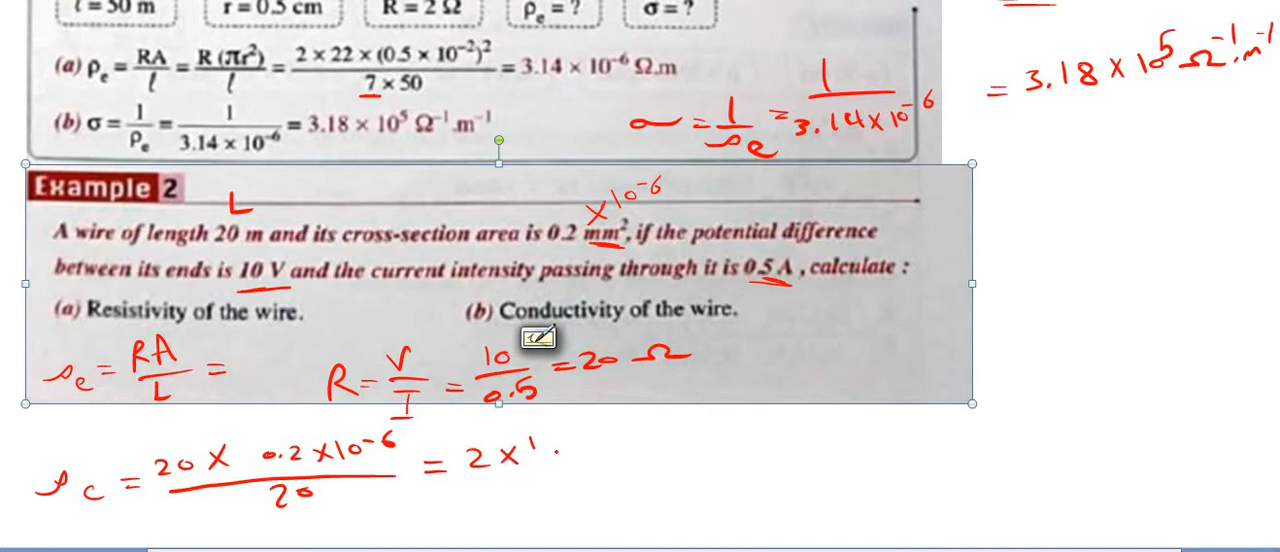 l = 50 m r = 0.5 cm R = 2 Ω ρe = ? σ = ?
(a) ρe = RA/l = R (πr²)/l = 2 × 22 × (0.5 × 10⁻²)²/7 × 50 = 3.14 × 10⁻⁶ Ω.m
= 3.18 × 10⁵ Ω⁻¹.m⁻¹
(b) σ = 1/ρe = 1/3.14 × 10⁻⁶ = 3.18 × 10⁵ Ω⁻¹.m⁻¹
σ = 1/ρe = 1/3.14 × 10⁻⁶
Example 2
L
× 10⁻⁶
A wire of length 20 m and its cross-section area is 0.2 mm², if the potential difference
between its ends is 10 V and the current intensity passing through it is 0.5 A , calculate :
(a) Resistivity of the wire. (b) Conductivity of the wire.
ρe = RA/L = R = V/I = 10/0.5 = 20 Ω
ρe = 20 × 0.2 × 10⁻⁶/20 = 2 × 1